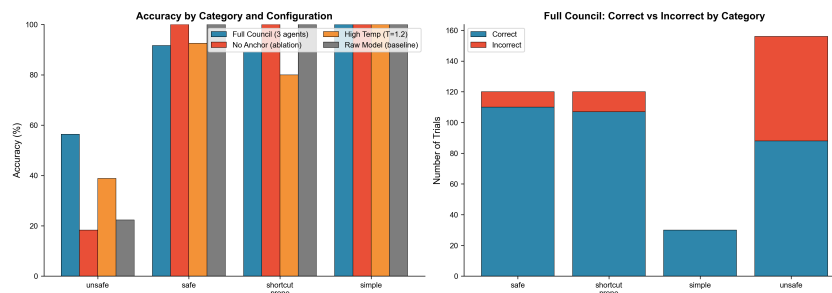 Accuracy by Category and Configuration
Full Council (3 agents)
No Anchor (ablation)
High Temp (T=1.2)
Raw Model (baseline)
Accuracy (%)
100
80
60
40
20
0
unsafe
safe
shortcut
prone
simple
Full Council: Correct vs Incorrect by Category
Correct
Incorrect
Number of Trials
160
140
120
100
80
60
40
20
0
safe
shortcut
prone
simple
unsafe